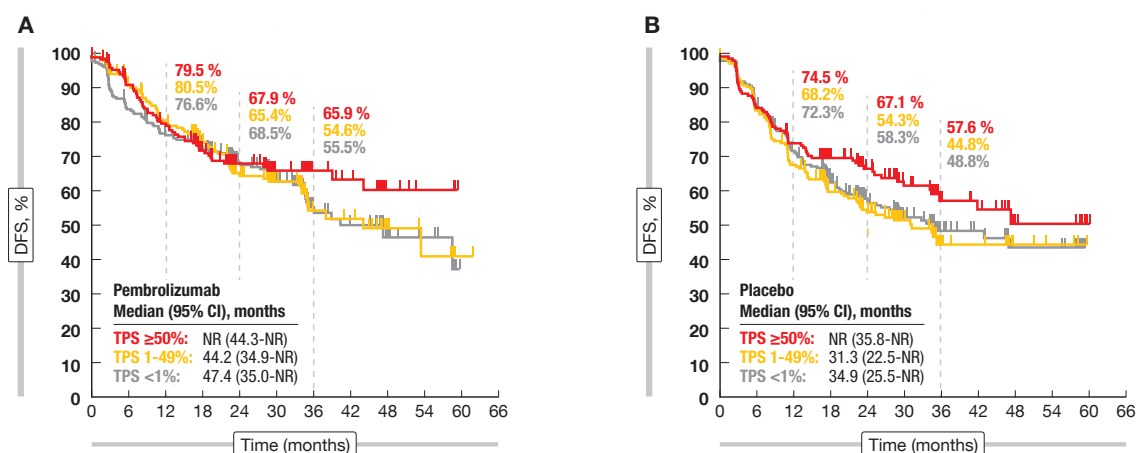 A
DFS, %
100
90
80
70
60
50
40
30
20
10
0
79.5 %
80.5%
76.6%
67.9 %
65.4%
68.5%
65.9 %
54.6%
55.5%
Pembrolizumab
Median (95% CI), months
TPS ≥50%: NR (44.3-NR)
TPS 1-49%: 44.2 (34.9-NR)
TPS <1%: 47.4 (35.0-NR)
0 6 12 18 24 30 36 42 48 54 60 66
Time (months)
B
DFS, %
100
90
80
70
60
50
40
30
20
10
0
74.5 %
68.2%
72.3%
67.1 %
54.3%
58.3%
57.6 %
44.8%
48.8%
Placebo
Median (95% CI), months
TPS ≥50%: NR (35.8-NR)
TPS 1-49%: 31.3 (22.5-NR)
TPS <1%: 34.9 (25.5-NR)
0 6 12 18 24 30 36 42 48 54 60 66
Time (months)